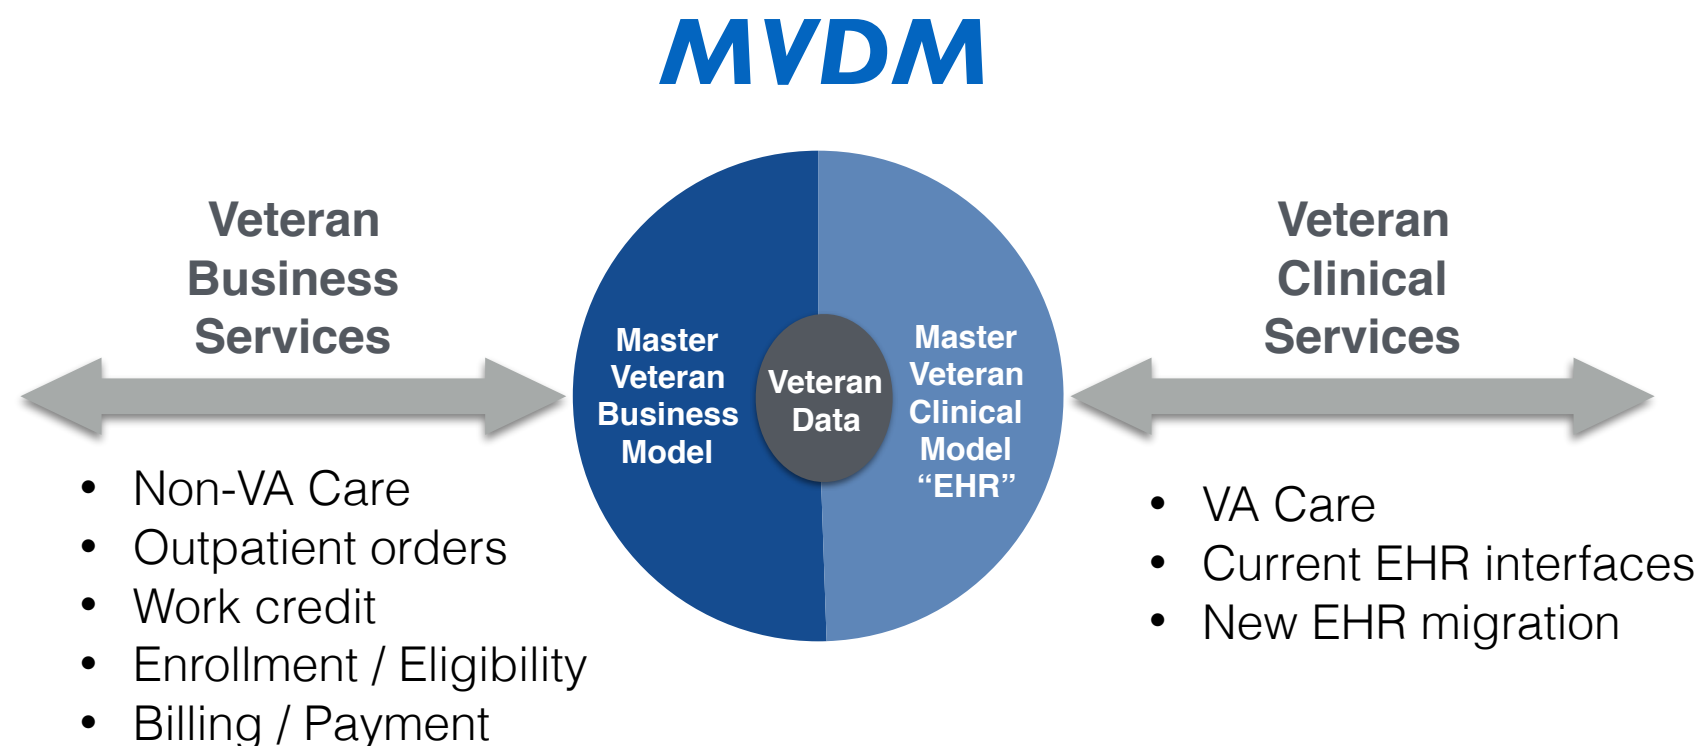 MVDM
Veteran
Business
Services
• Non-VA Care
• Outpatient orders
• Work credit
• Enrollment / Eligibility
• Billing / Payment
Master
Veteran
Business
Model
Veteran
Data
Master
Veteran
Clinical
Model
“EHR”
Veteran
Clinical
Services
• VA Care
• Current EHR interfaces
• New EHR migration